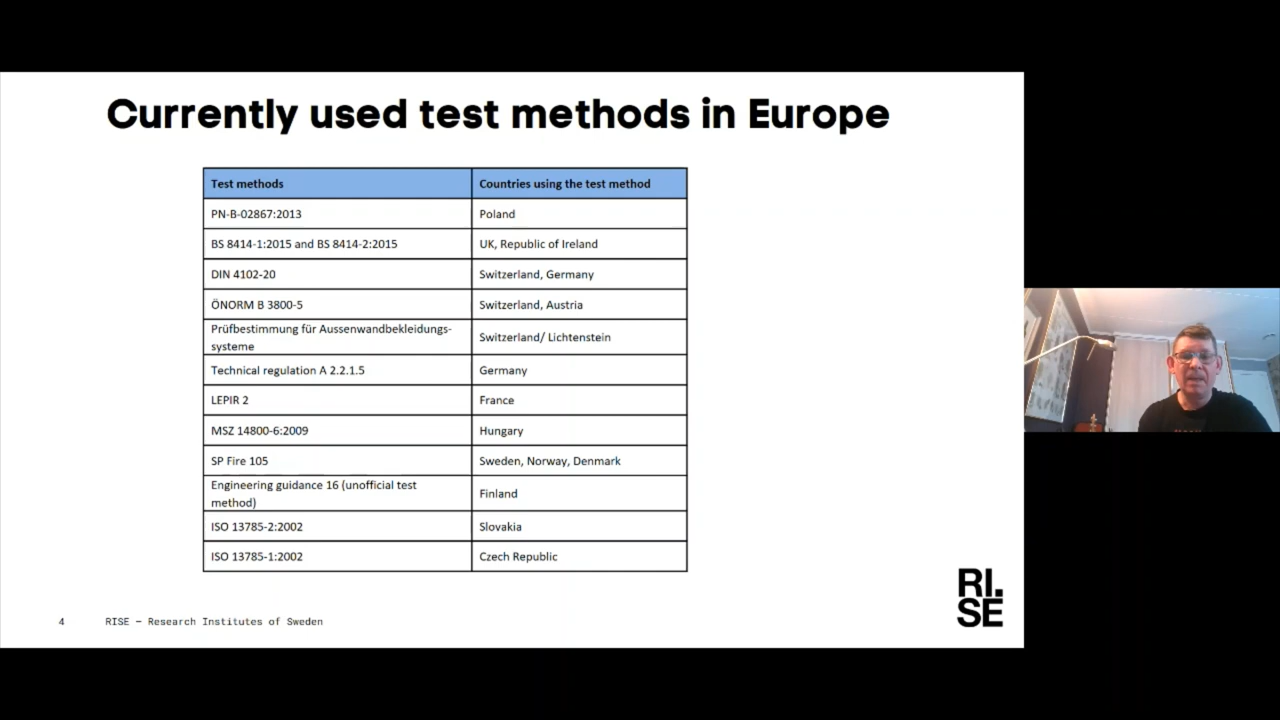 Currently used test methods in Europe
Test methods
Countries using the test method
PN-B-02867:2013
Poland
BS 8414-1:2015 and BS 8414-2:2015
UK, Republic of Ireland
DIN 4102-20
Switzerland, Germany
ÖNORM B 3800-5
Switzerland, Austria
Prüfbestimmung für Aussenwandbekleidungs-
systeme
Switzerland/ Lichtenstein
Technical regulation A 2.2.1.5
Germany
LEPIR 2
France
MSZ 14800-6:2009
Hungary
SP Fire 105
Sweden, Norway, Denmark
Engineering guidance 16 (unofficial test
method)
Finland
ISO 13785-2:2002
Slovakia
ISO 13785-1:2002
Czech Republic
4
RISE — Research Institutes of Sweden
RI.
SE